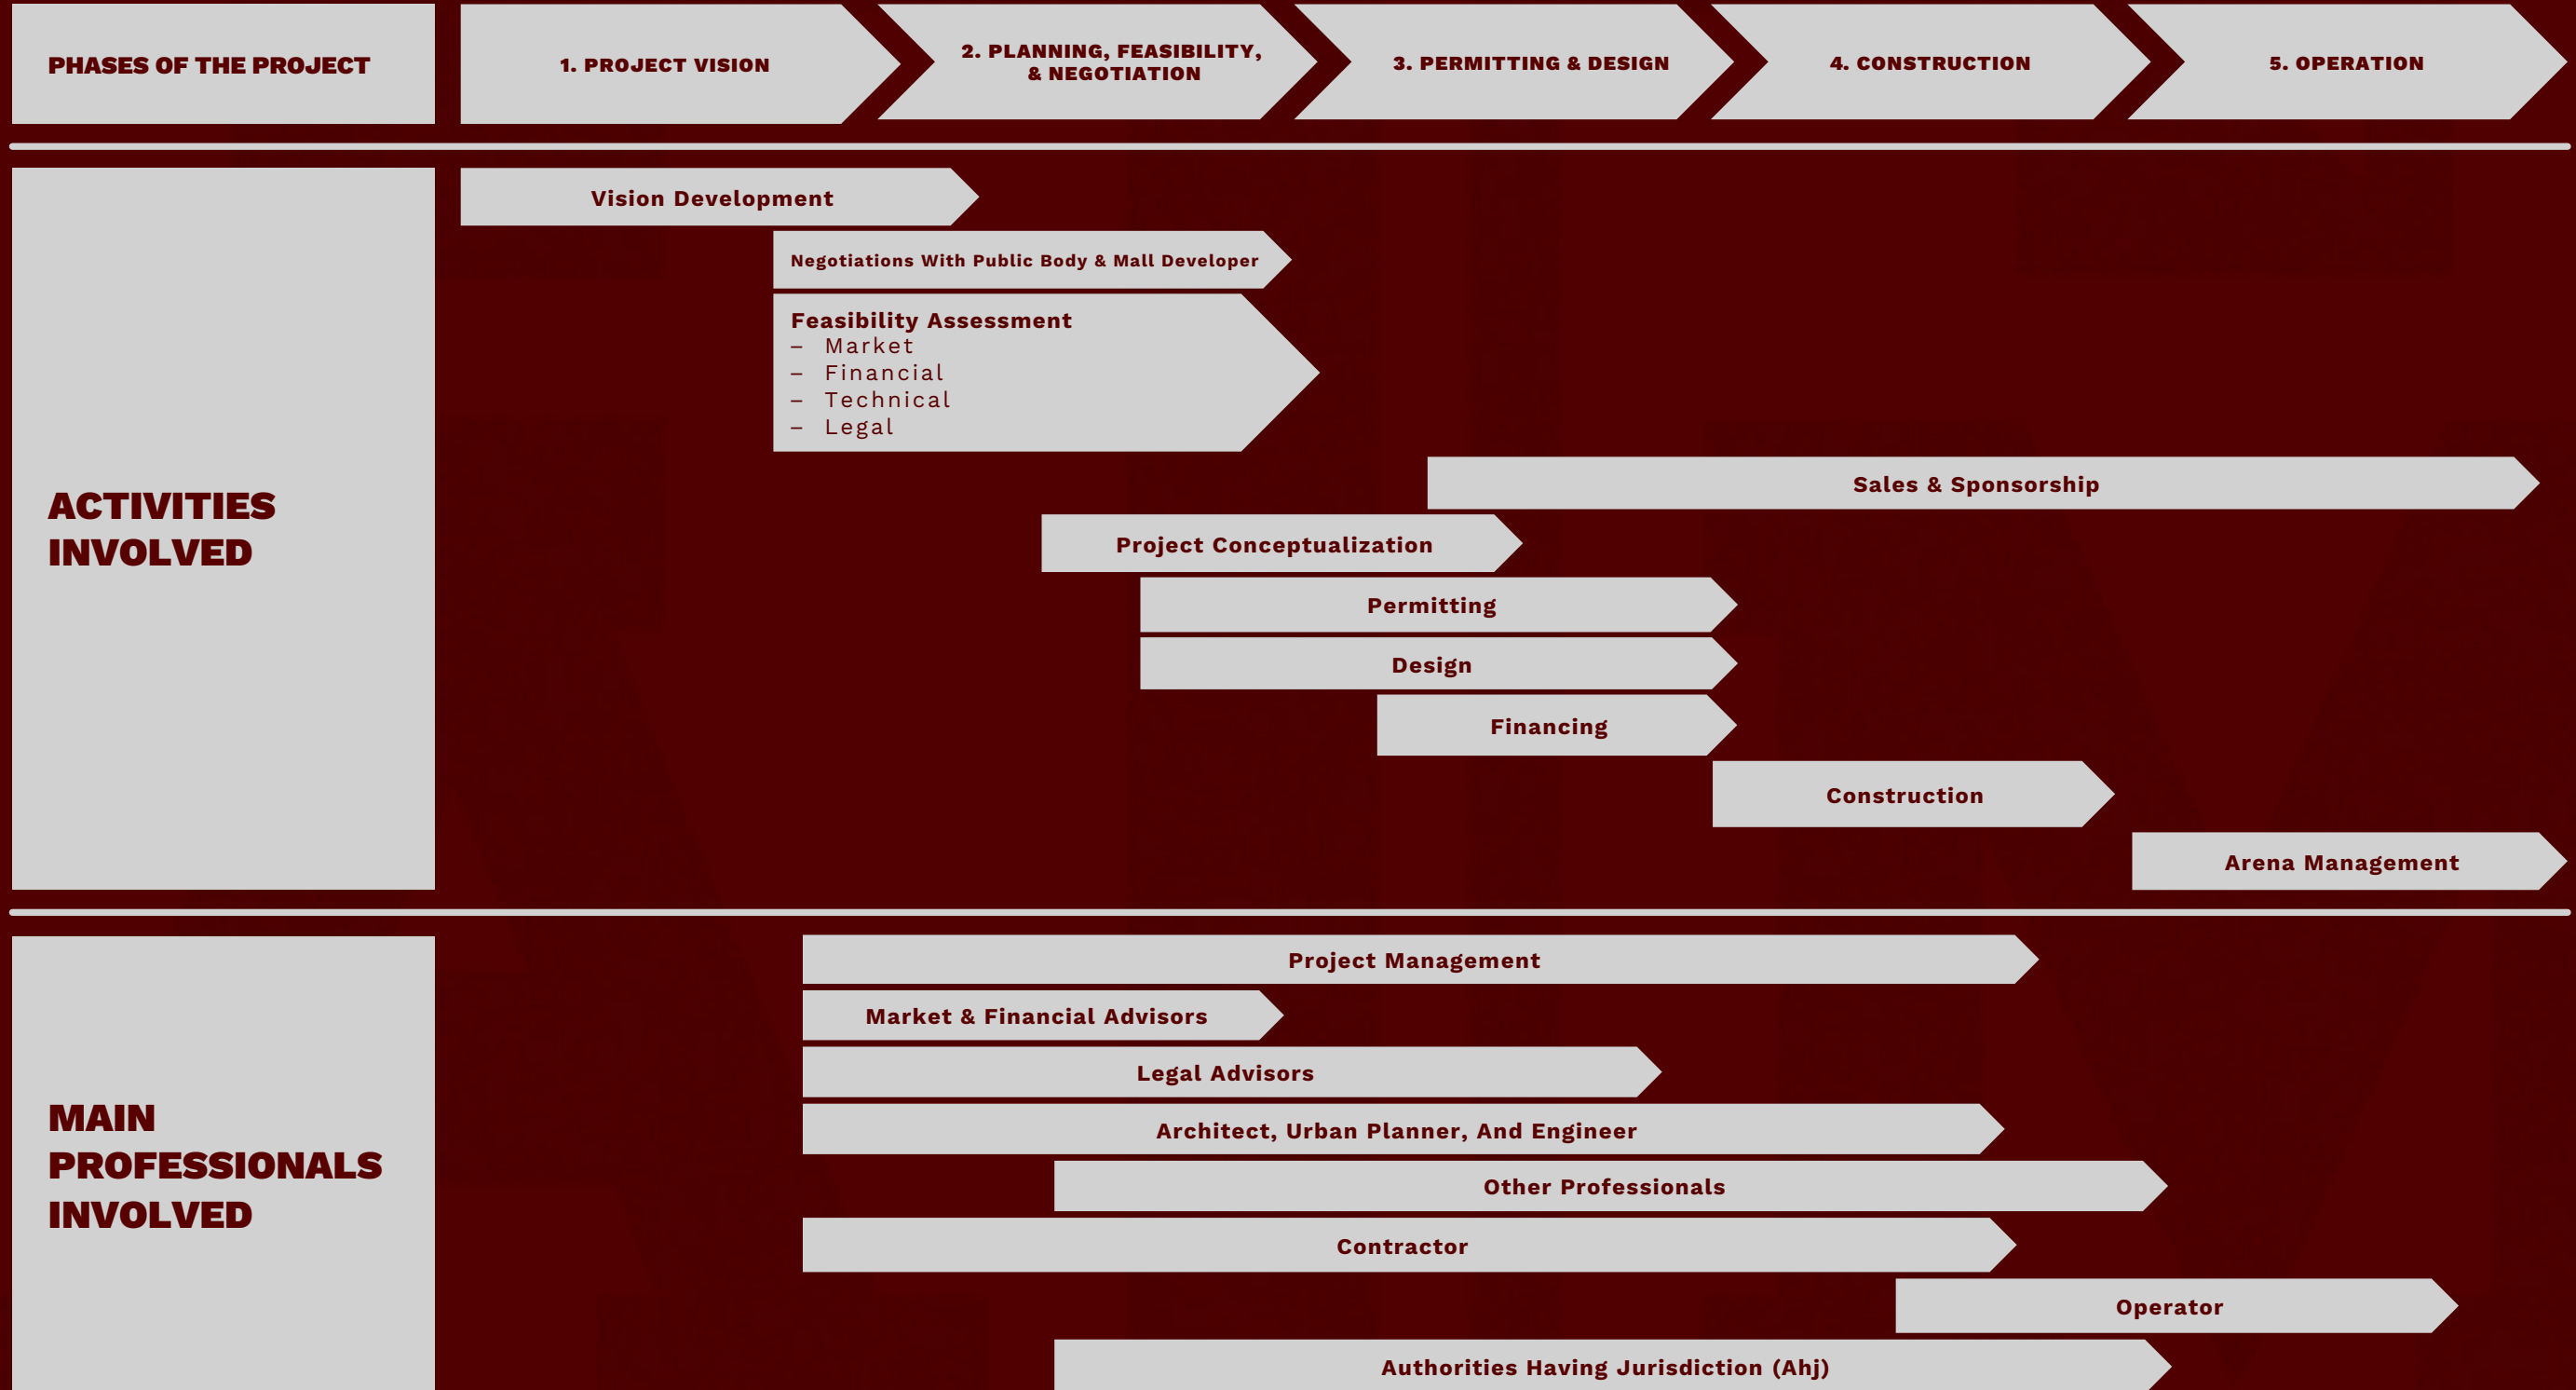 PHASES OF THE PROJECT
1. PROJECT VISION
2. PLANNING, FEASIBILITY,
& NEGOTIATION
3. PERMITTING & DESIGN
4. CONSTRUCTION
5. OPERATION
ACTIVITIES
INVOLVED
Vision Development
Negotiations With Public Body & Mall Developer
Feasibility Assessment
– Market
– Financial
– Technical
– Legal
Sales & Sponsorship
Project Conceptualization
Permitting
Design
Financing
Construction
Arena Management
MAIN
PROFESSIONALS
INVOLVED
Project Management
Market & Financial Advisors
Legal Advisors
Architect, Urban Planner, And Engineer
Other Professionals
Contractor
Operator
Authorities Having Jurisdiction (Ahj)